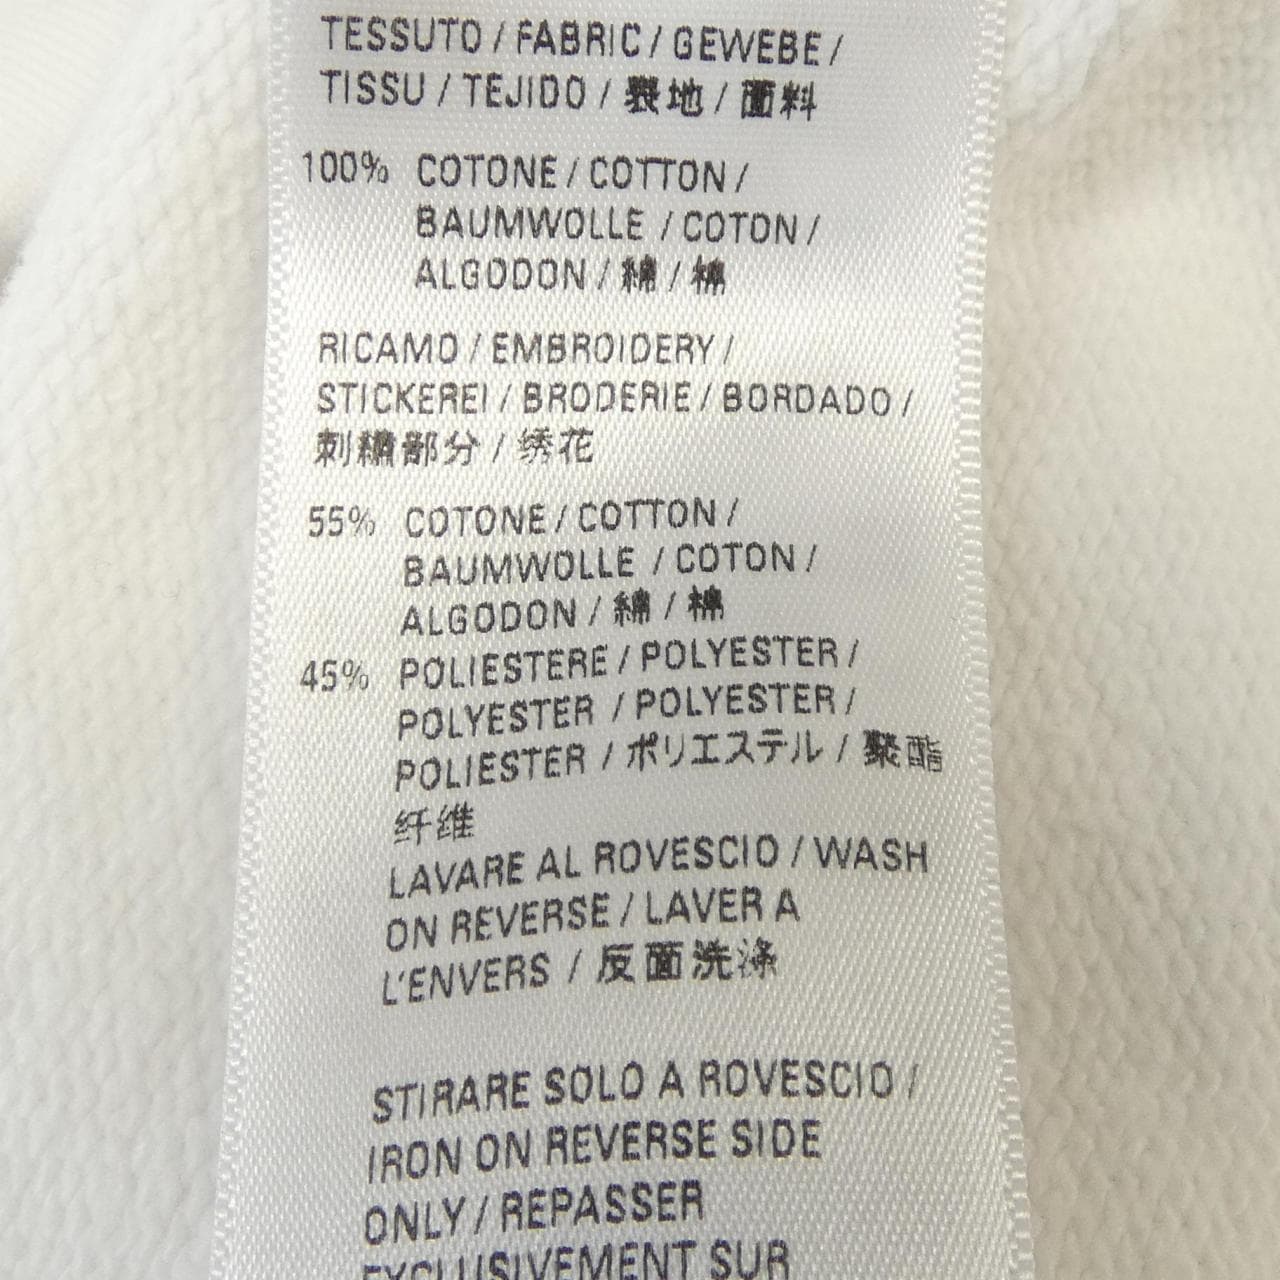 TESSUTO / FABRIC / GEWEBE /
TISSU / TEJIDO / 表地 / 面料
100% COTONE / COTTON /
BAUMWOLLE / COTON /
ALGODON / 綿 / 棉
RICAMO / EMBROIDERY /
STICKEREI / BRODERIE / BORDADO /
刺繍部分 / 绣花
55% COTONE / COTTON /
BAUMWOLLE / COTON /
ALGODON / 綿 / 棉
45% POLIESTERE / POLYESTER /
POLYESTER / POLYESTER /
POLIESTER / ポリエステル / 聚酯
纤维
LAVARE AL ROVESCIO / WASH
ON REVERSE / LAVER A
L'ENVERS / 反面洗涤
STIRARE SOLO A ROVESCIO /
IRON ON REVERSE SIDE
ONLY / REPASSER
EXCLUSIVEMENT SUR